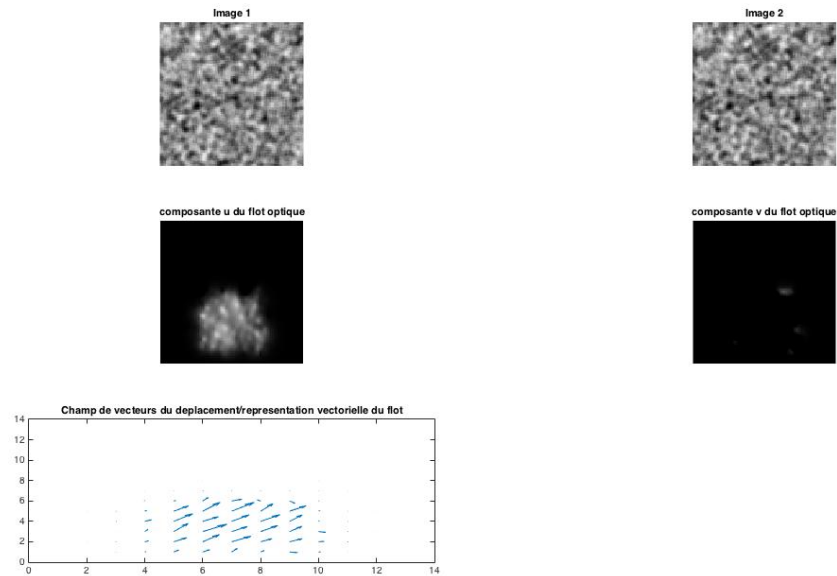 Image 1
Image 2
composante u du flot optique
composante v du flot optique
Champ de vecteurs du deplacement/representation vectorielle du flot
14
12
10
8
6
4
2
0
0 2 4 6 8 10 12 14